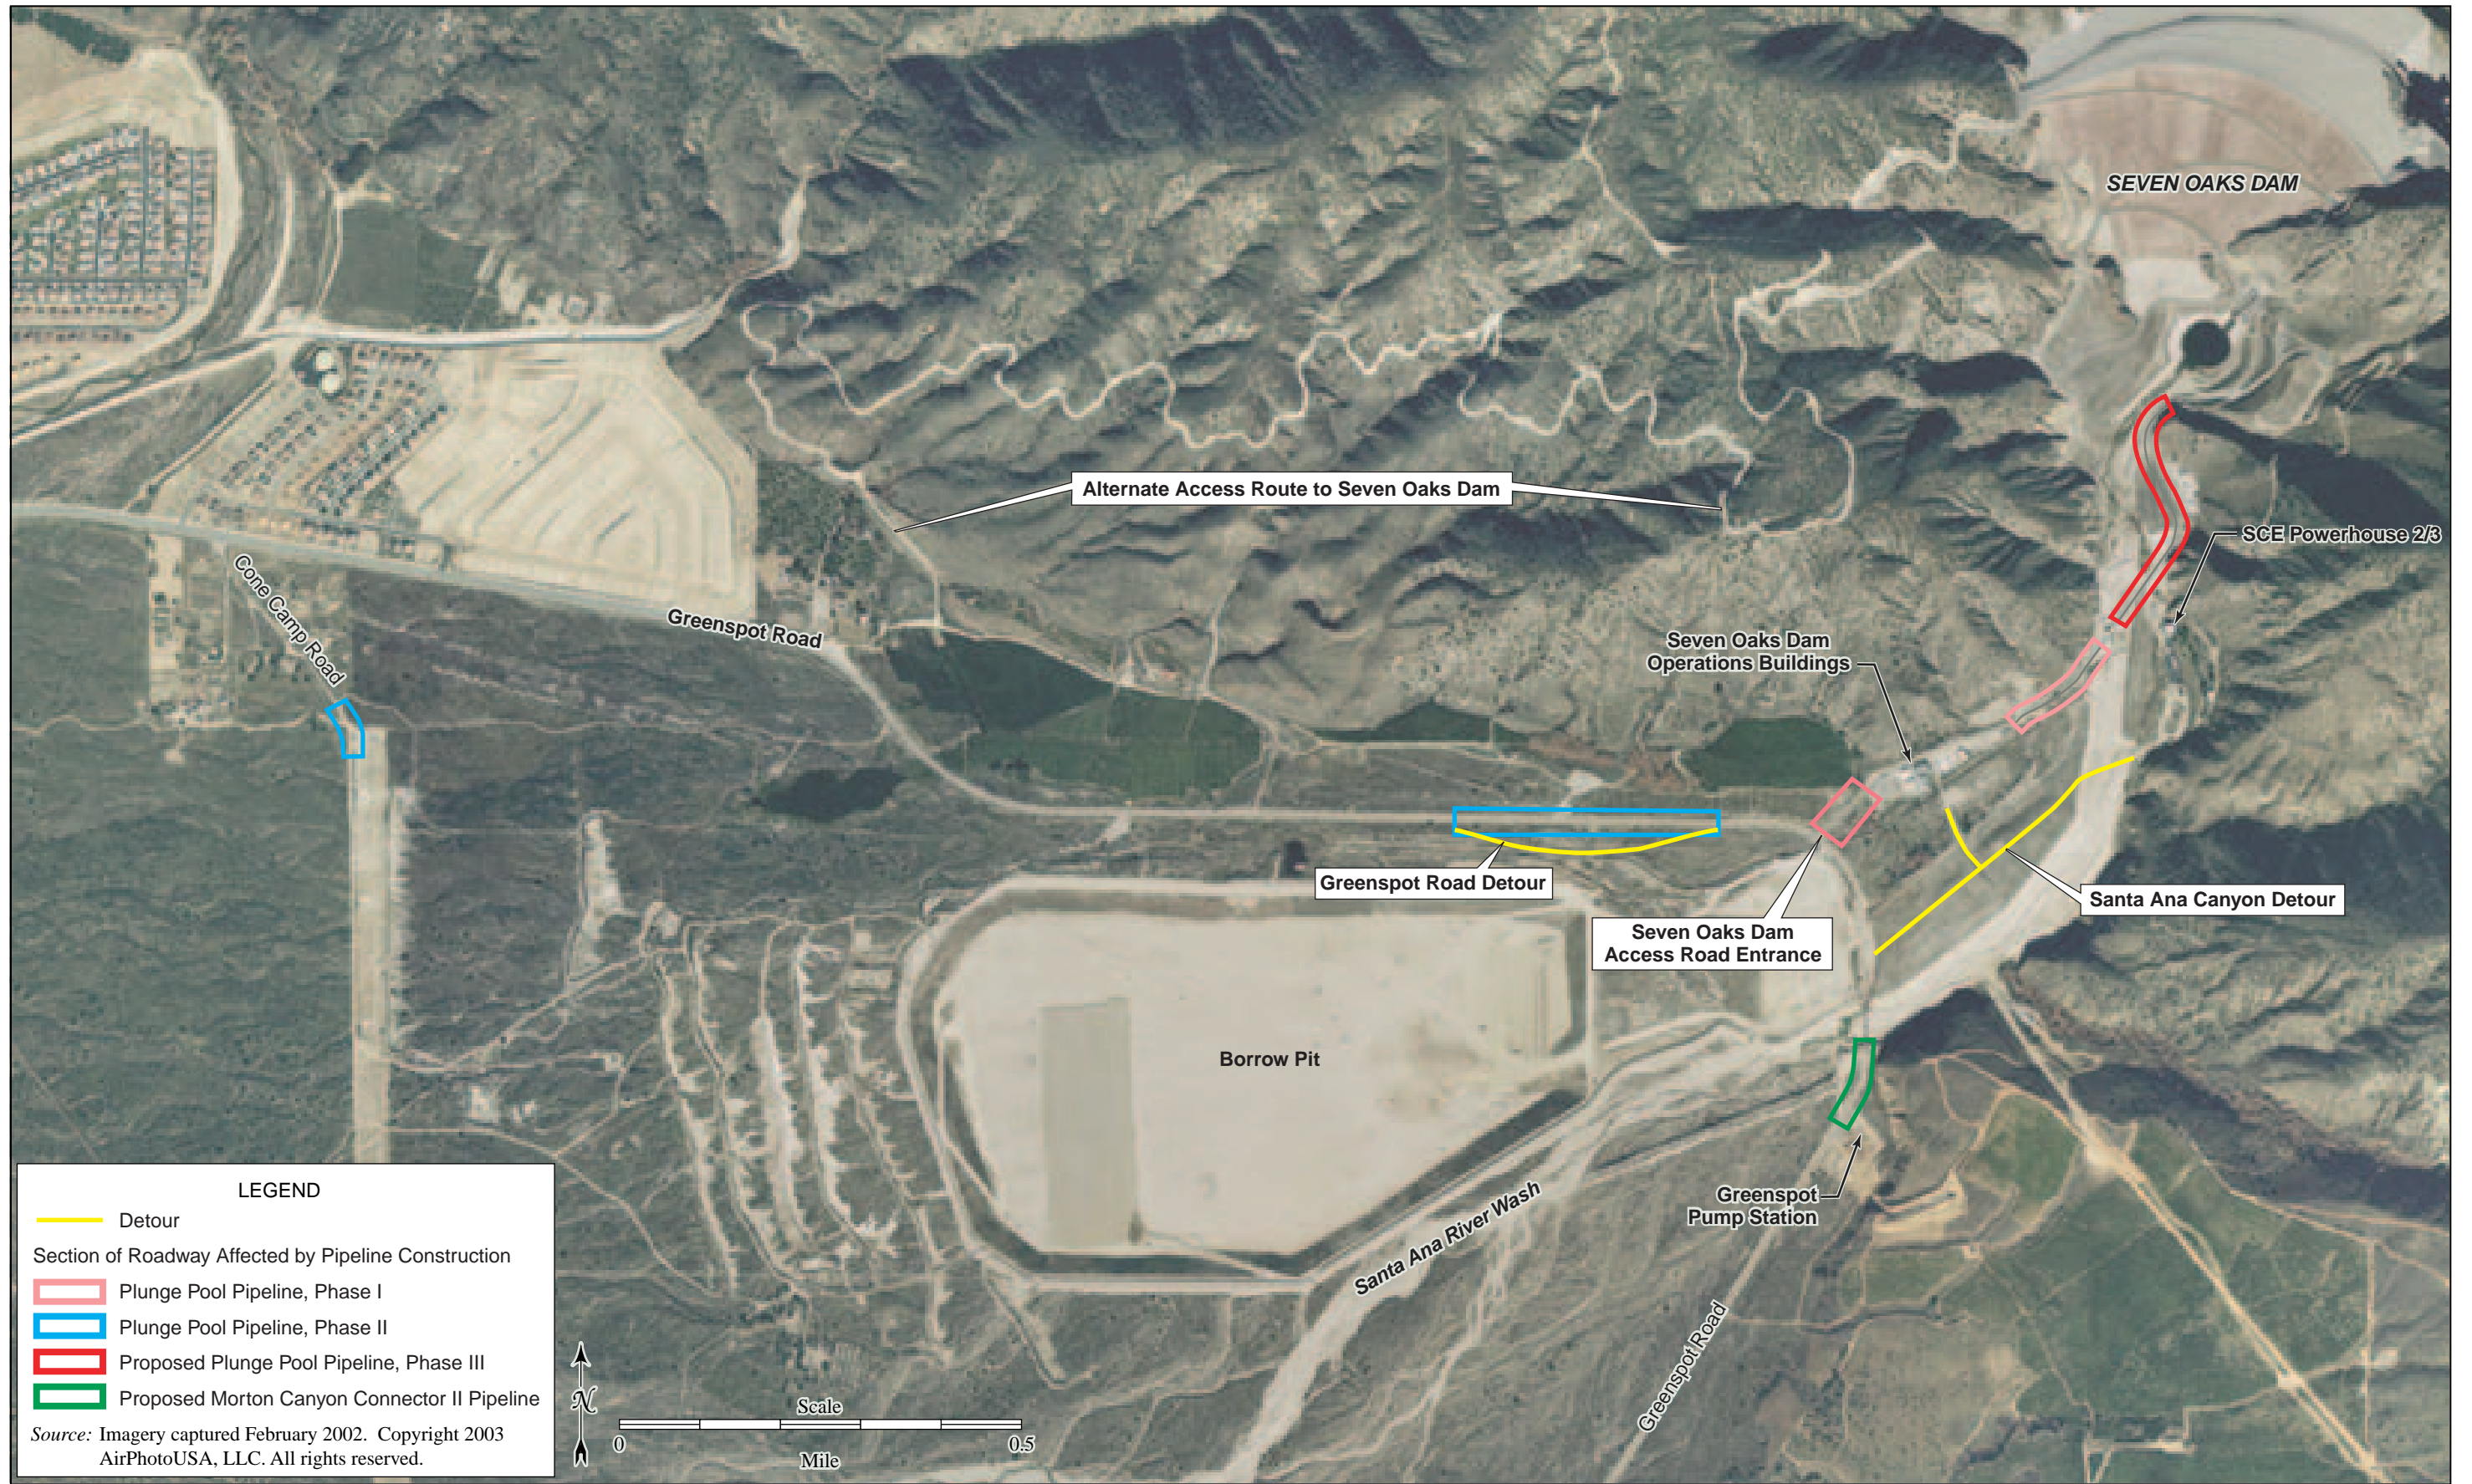 SEVEN OAKS DAM
Alternate Access Route to Seven Oaks Dam
SCE Powerhouse 2/3
Cone Camp Road
Greenspot Road
Seven Oaks Dam
Operations Buildings
Greenspot Road Detour
Santa Ana Canyon Detour
Seven Oaks Dam
Access Road Entrance
Borrow Pit
Greenspot
Pump Station
Santa Ana River Wash
Greenspot Road
LEGEND
Detour
Section of Roadway Affected by Pipeline Construction
Plunge Pool Pipeline, Phase I
Plunge Pool Pipeline, Phase II
Proposed Plunge Pool Pipeline, Phase III
Proposed Morton Canyon Connector II Pipeline
Source: Imagery captured February 2002. Copyright 2003
AirPhotoUSA, LLC. All rights reserved.
N
Scale
0 0.5
Mile